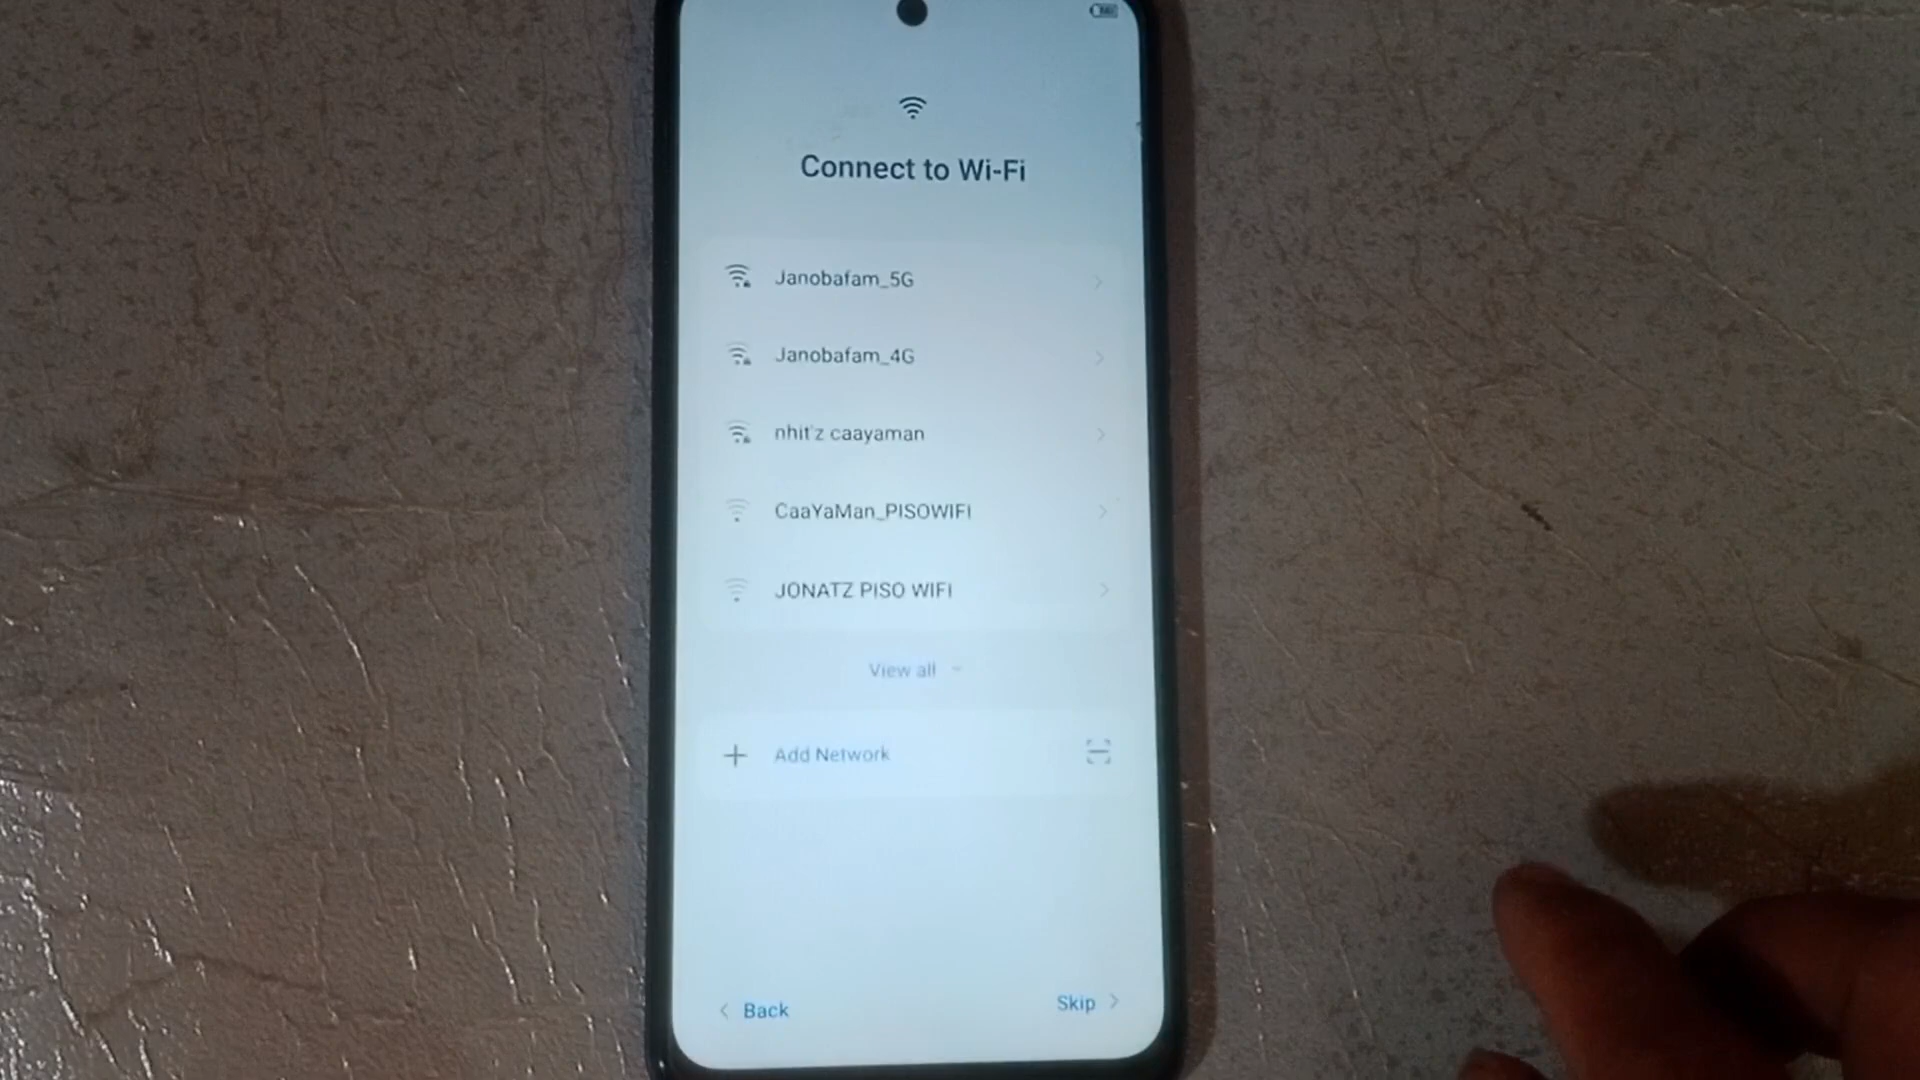 Connect to Wi-Fi
Janobafam_5G
Janobafam_4G
nhit'z caayaman
CaaYaMan_PISOWIFI
JONATZ PISO WIFI
View all
Add Network
Back
Skip